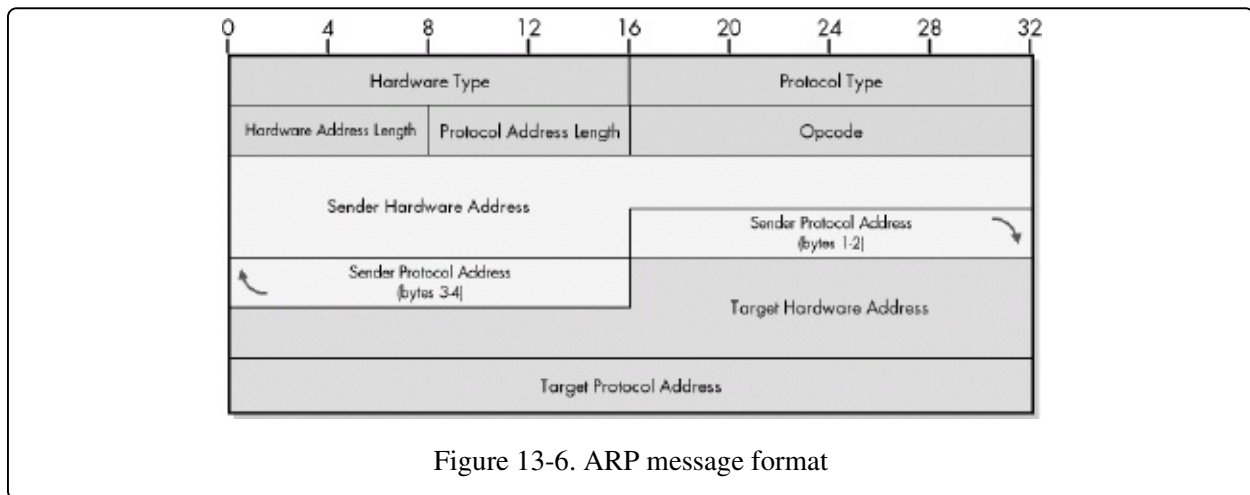 0 4 8 12 16 20 24 28 32
Hardware Type Protocol Type
Hardware Address Length Protocol Address Length Opcode
Sender Hardware Address
Sender Protocol Address
(bytes 1-2)
Sender Protocol Address
(bytes 3-4)
Target Hardware Address
Target Protocol Address
Figure 13-6. ARP message format